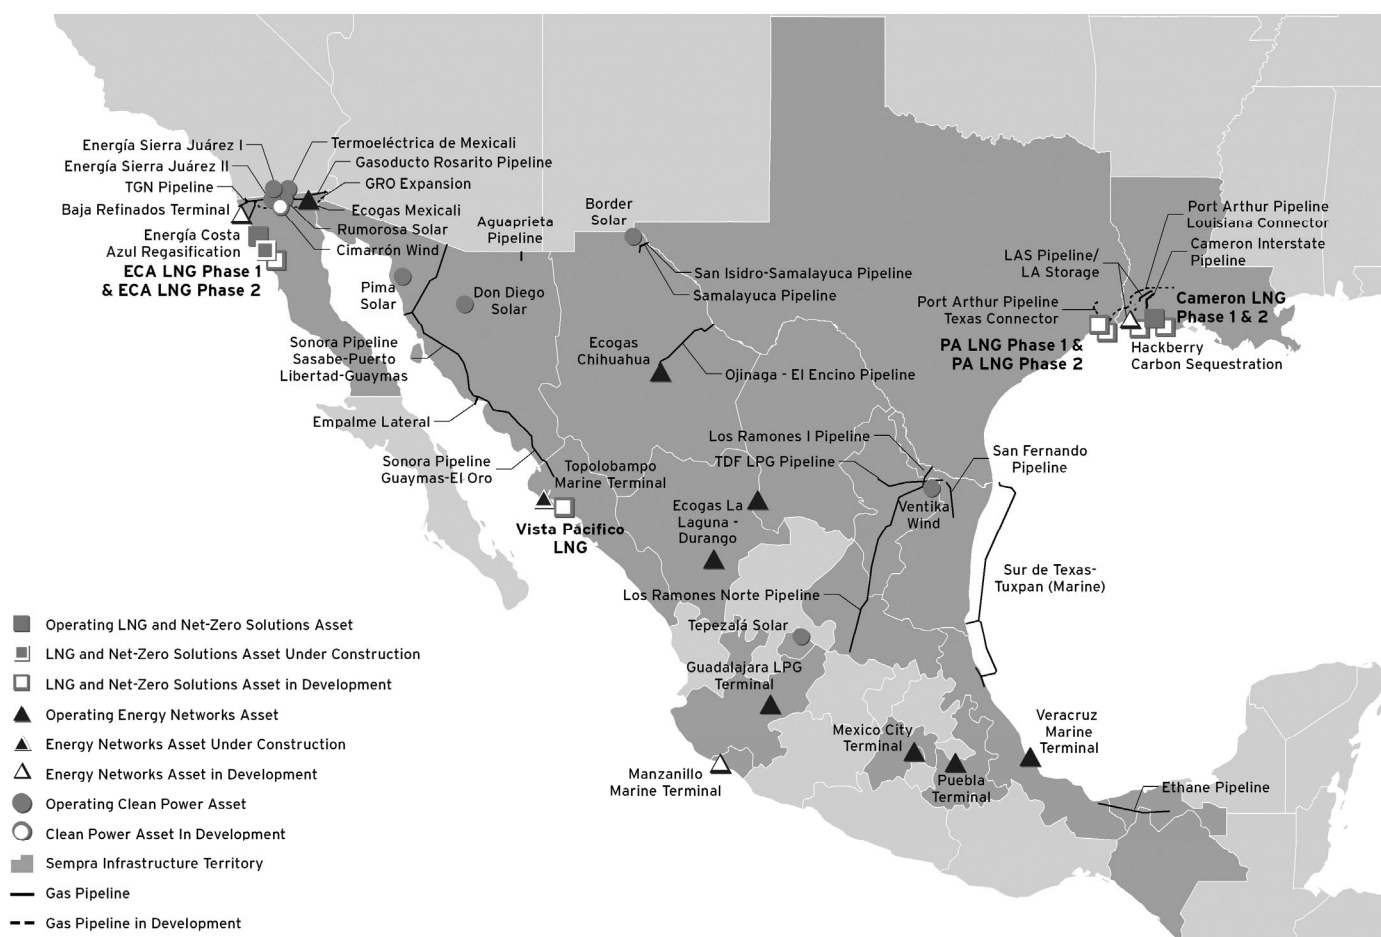 Energía Sierra Juárez I
Energía Sierra Juárez II
TGN Pipeline
Baja Refinados Terminal
Energía Costa
Azul Regasification
ECA LNG Phase 1
& ECA LNG Phase 2
Termoeléctrica de Mexicali
Gasoducto Rosarito Pipeline
GRO Expansion
Ecogas Mexicali
Rumorosa Solar
Cimarrón Wind
Pima
Solar
Aguaprieta
Pipeline
Don Diego
Solar
Border
Solar
San Isidro-Samalayuca Pipeline
Samalayuca Pipeline
Sonora Pipeline
Sasabe-Puerto
Libertad-Guaymas
Ecogas
Chihuahua
Ojinaga - El Encino Pipeline
Empalme Lateral
Sonora Pipeline
Guaymas-El Oro
Topolobampo
Marine Terminal
Vista Pacífico
LNG
Port Arthur Pipeline
Louisiana Connector
Cameron Interstate
Pipeline
LAS Pipeline/
LA Storage
Port Arthur Pipeline
Texas Connector
Cameron LNG
Phase 1 & 2
PA LNG Phase 1 &
PA LNG Phase 2
Hackberry
Carbon Sequestration
Los Ramones I Pipeline
TDF LPG Pipeline
San Fernando
Pipeline
Ventika
Wind
Ecogas La
Laguna -
Durango
Sur de Texas-
Tuxpan (Marine)
Los Ramones Norte Pipeline
Tepezalá Solar
Guadalajara LPG
Terminal
Mexico City
Terminal
Puebla
Terminal
Veracruz
Marine
Terminal
Manzanillo
Marine Terminal
Ethane Pipeline
Operating LNG and Net-Zero Solutions Asset
LNG and Net-Zero Solutions Asset Under Construction
LNG and Net-Zero Solutions Asset in Development
Operating Energy Networks Asset
Energy Networks Asset Under Construction
Energy Networks Asset in Development
Operating Clean Power Asset
Clean Power Asset In Development
Sempra Infrastructure Territory
Gas Pipeline
Gas Pipeline in Development